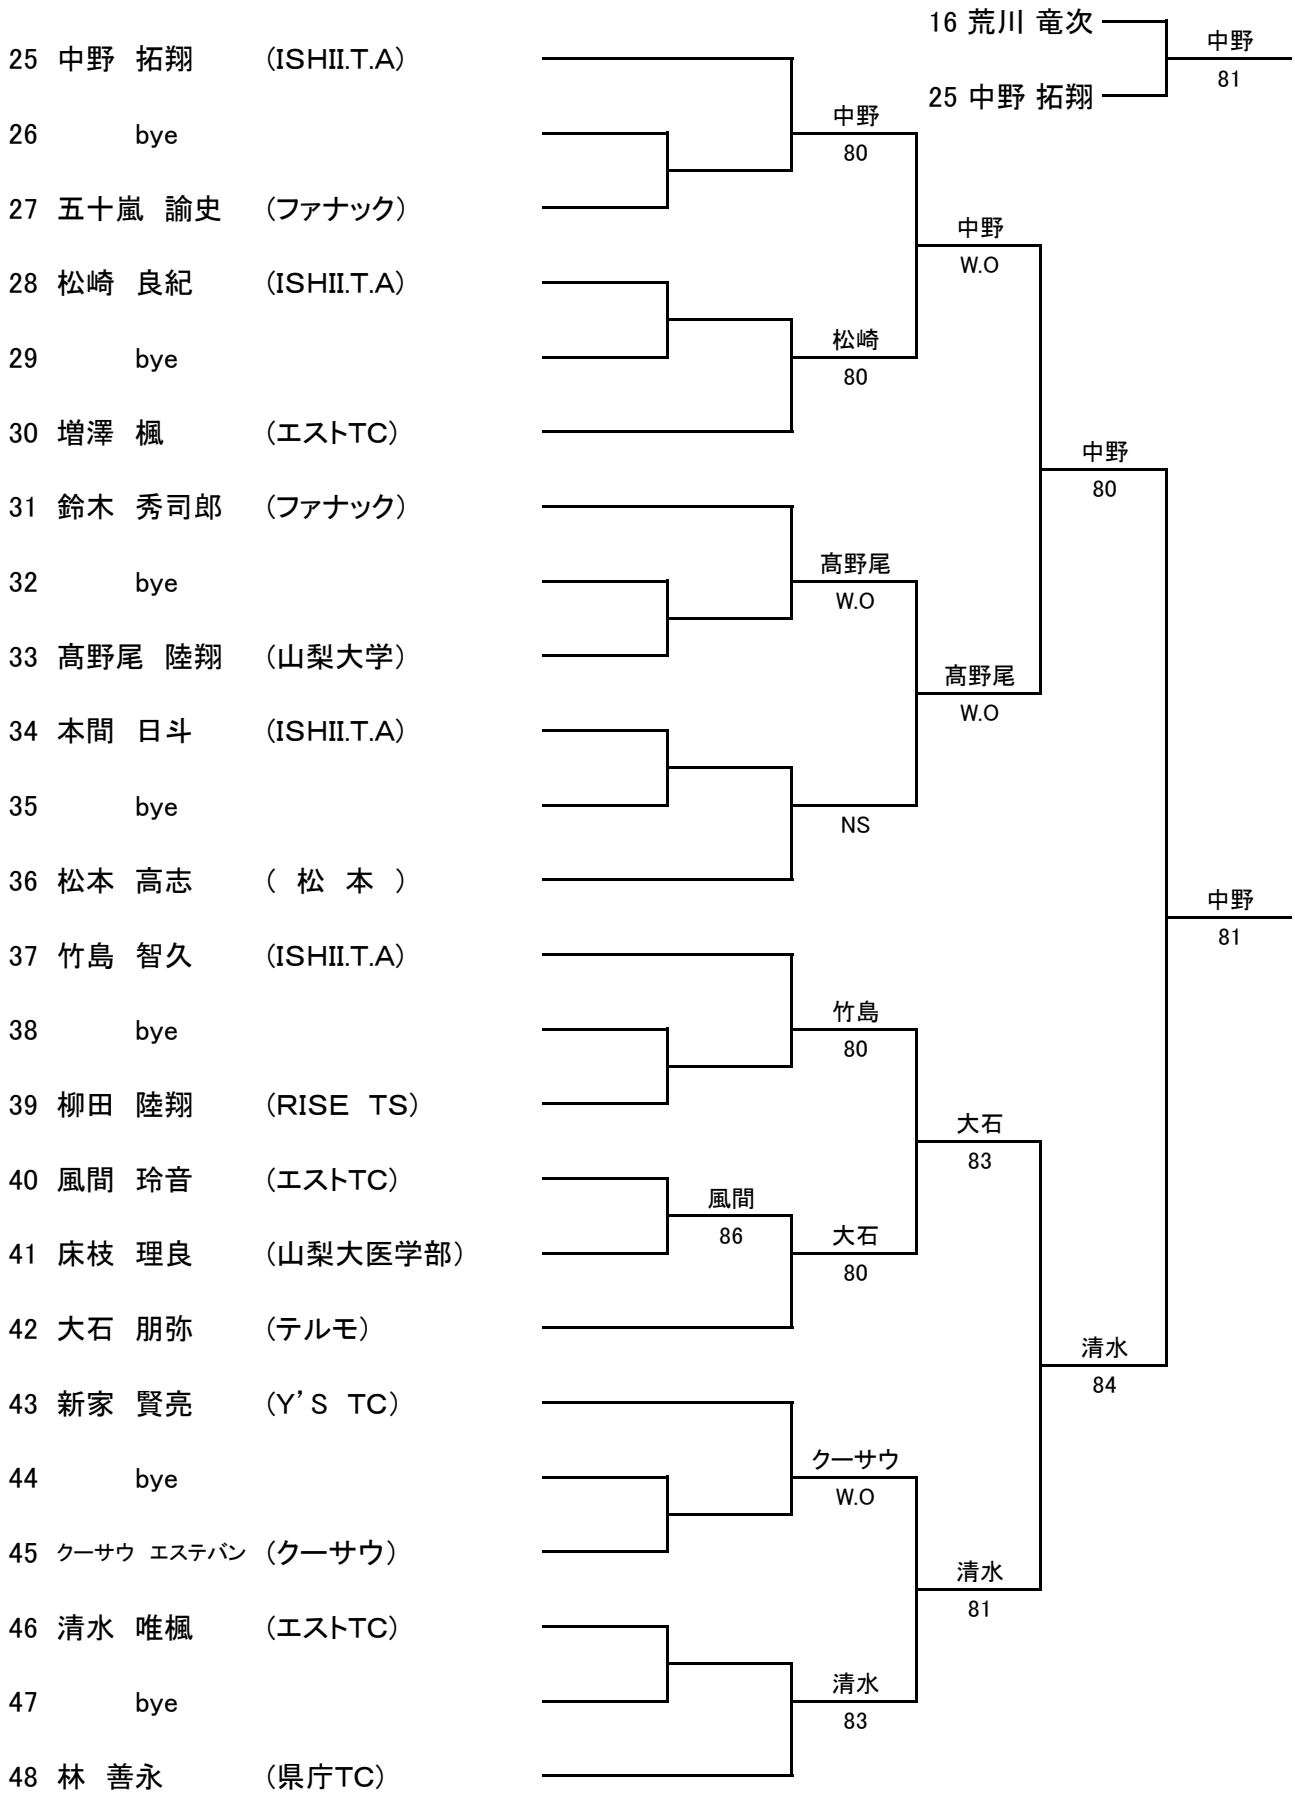 16 荒川 竜次
中野
25 中野 拓翔 (ISHII.T.A)
81
25 中野 拓翔
中野
26 bye
80
27 五十嵐 諭史 (ファナック)
中野
W.O
28 松崎 良紀 (ISHII.T.A)
松崎
29 bye
80
30 増澤 楓 (エストTC)
中野
80
31 鈴木 秀司郎 (ファナック)
髙野尾
32 bye
W.O
33 髙野尾 陸翔 (山梨大学)
髙野尾
W.O
34 本間 日斗 (ISHII.T.A)
35 bye
NS
36 松本 高志 ( 松 本 )
中野
81
37 竹島 智久 (ISHII.T.A)
竹島
38 bye
80
39 柳田 陸翔 (RISE TS)
大石
83
40 風間 玲音 (エストTC)
風間
86
大石
41 床枝 理良 (山梨大医学部)
80
42 大石 朋弥 (テルモ)
清水
84
43 新家 賢亮 (Y'S TC)
クーサウ
44 bye
W.O
45 クーサウ エステバン (クーサウ)
清水
81
46 清水 唯楓 (エストTC)
清水
47 bye
83
48 林 善永 (県庁TC)